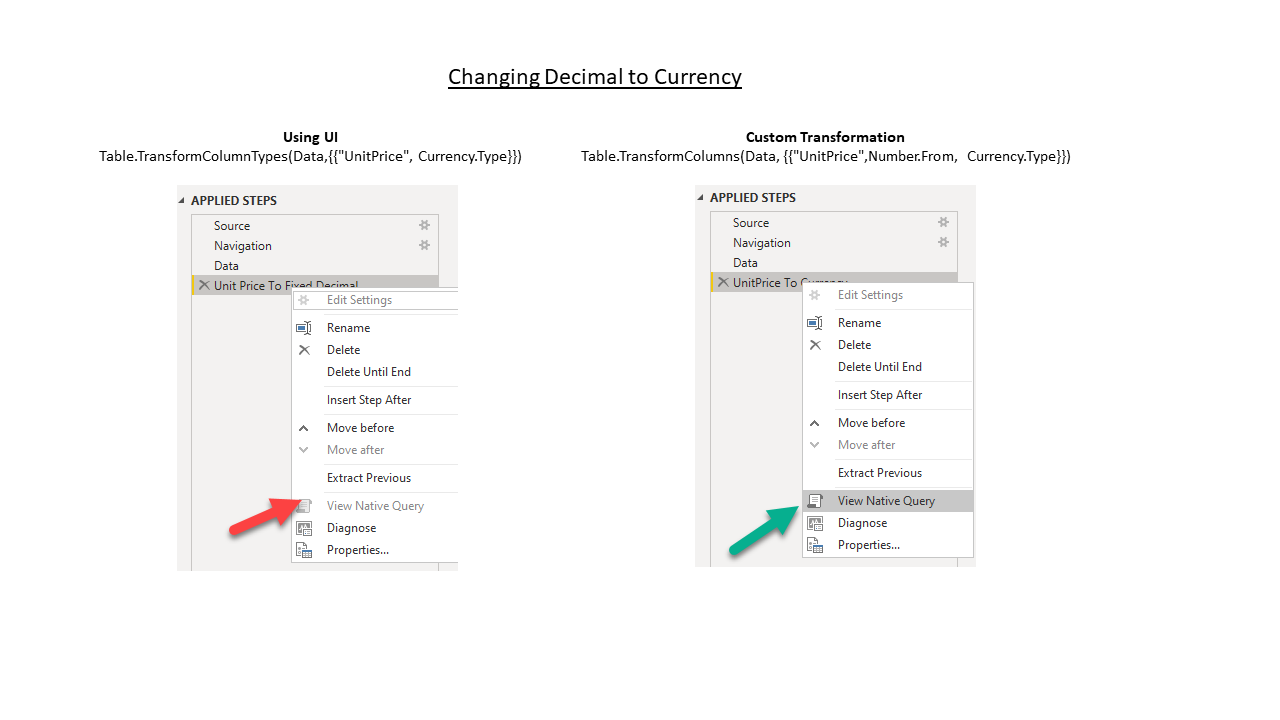 Changing Decimal to Currency
Using UI
Table.TransformColumnTypes(Data,{{"UnitPrice", Currency.Type}})
APPLIED STEPS
Source
Navigation
Data
Unit Price To Fixed Decimal
Edit Settings
Rename
Delete
Delete Until End
Insert Step After
Move before
Move after
Extract Previous
View Native Query
Diagnose
Properties...
Custom Transformation
Table.TransformColumns(Data, {{"UnitPrice",Number.From, Currency.Type}})
APPLIED STEPS
Source
Navigation
Data
UnitPrice To Currency
Edit Settings
Rename
Delete
Delete Until End
Insert Step After
Move before
Move after
Extract Previous
View Native Query
Diagnose
Properties...